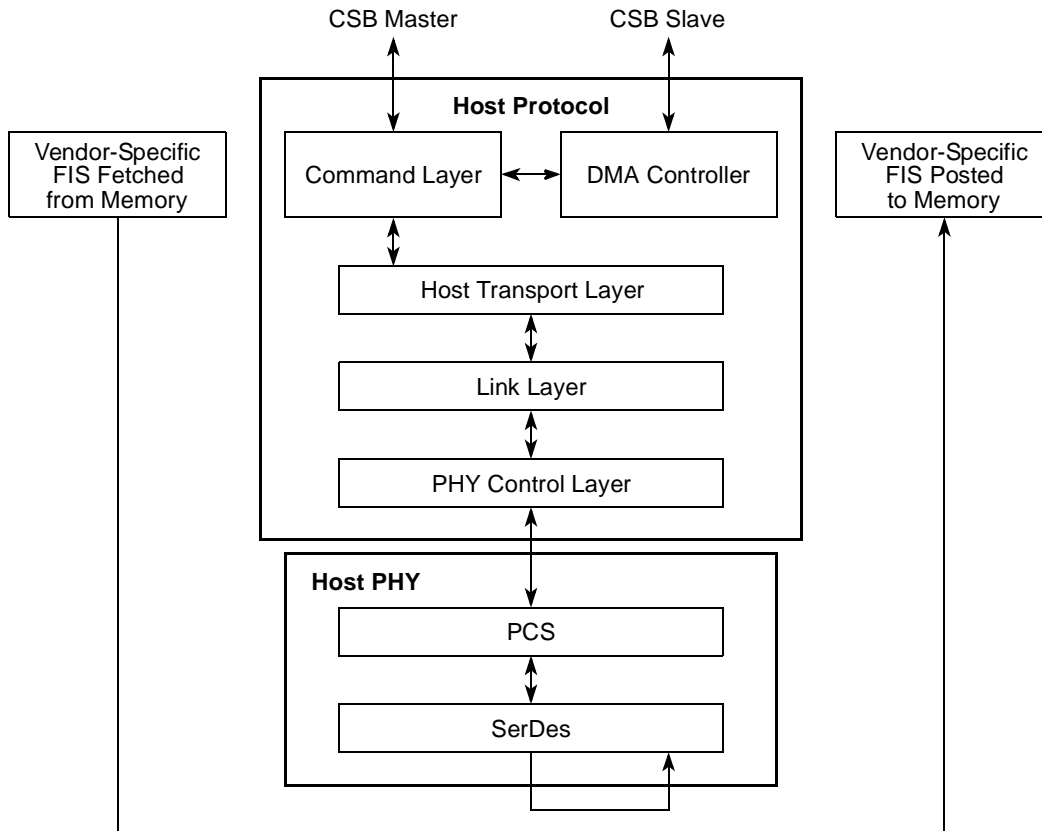 CSB Master
CSB Slave
Host Protocol
Vendor-Specific
FIS Fetched
from Memory
Command Layer
DMA Controller
Vendor-Specific
FIS Posted
to Memory
Host Transport Layer
Link Layer
PHY Control Layer
Host PHY
PCS
SerDes